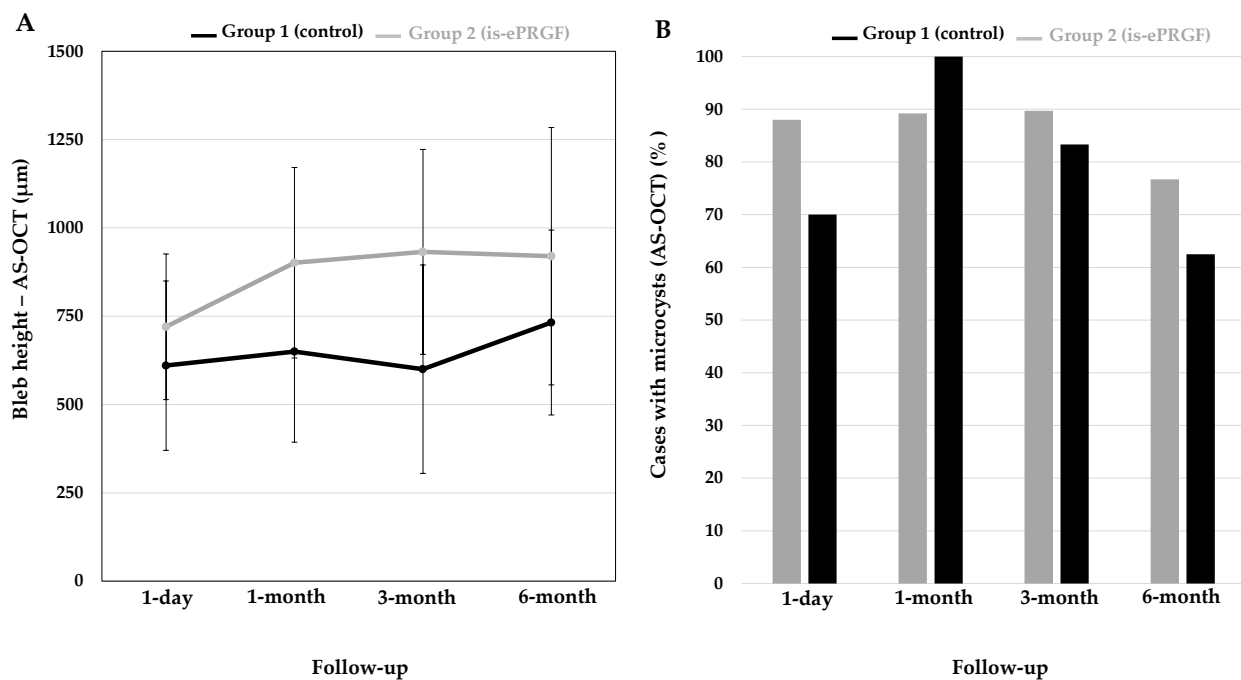 A
Group 1 (control) Group 2 (is-ePRGF)
Bleb height – AS-OCT (µm)
1500
1250
1000
750
500
250
0
1-day 1-month 3-month 6-month
Follow-up
B
Group 1 (control) Group 2 (is-ePRGF)
Cases with microcysts (AS-OCT) (%)
100
90
80
70
60
50
40
30
20
10
0
1-day 1-month 3-month 6-month
Follow-up